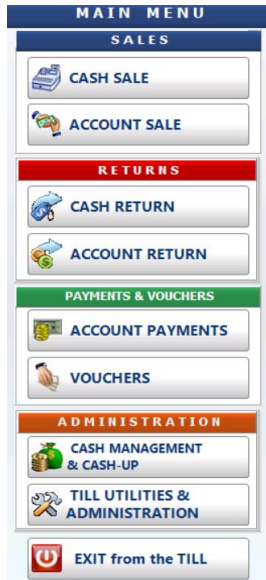 MAIN MENU
SALES
CASH SALE
ACCOUNT SALE
RETURNS
CASH RETURN
ACCOUNT RETURN
PAYMENTS & VOUCHERS
ACCOUNT PAYMENTS
VOUCHERS
ADMINISTRATION
CASH MANAGEMENT
& CASH-UP
TILL UTILITIES &
ADMINISTRATION
EXIT from the TILL